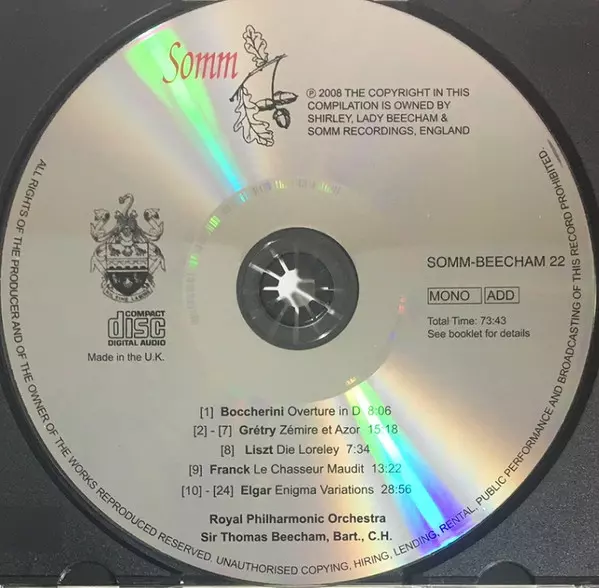 Somm
℗ 2008 THE COPYRIGHT IN THIS
COMPILATION IS OWNED BY
SHIRLEY, LADY BEECHAM &
SOMM RECORDINGS, ENGLAND
COMPACT
disc
DIGITAL AUDIO
Made in the U.K.
SOMM-BEECHAM 22
MONO ADD
Total Time: 73:43
See booklet for details
[1] Boccherini Overture in D 8:06
[2] - [7] Grétry Zémire et Azor 15:18
[8] Liszt Die Loreley 7:34
[9] Franck Le Chasseur Maudit 13:22
[10] - [24] Elgar Enigma Variations 28:56
Royal Philharmonic Orchestra
Sir Thomas Beecham, Bart., C.H.
ALL RIGHTS OF THE PRODUCER AND OF THE OWNER OF THE WORKS REPRODUCED RESERVED. UNAUTHORISED COPYING, HIRING, LENDING, RENTAL, PUBLIC PERFORMANCE AND BROADCASTING OF THIS RECORD PROHIBITED.